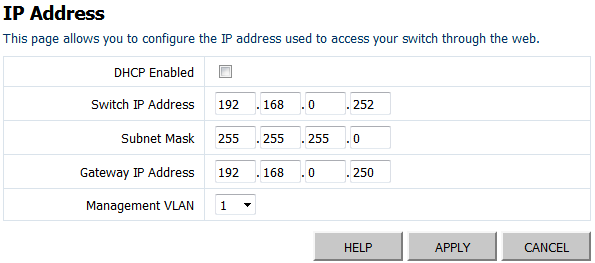 IP Address
This page allows you to configure the IP address used to access your switch through the web.
DHCP Enabled
Switch IP Address 192 . 168 . 0 . 252
Subnet Mask 255 . 255 . 255 . 0
Gateway IP Address 192 . 168 . 0 . 250
Management VLAN 1
HELP APPLY CANCEL